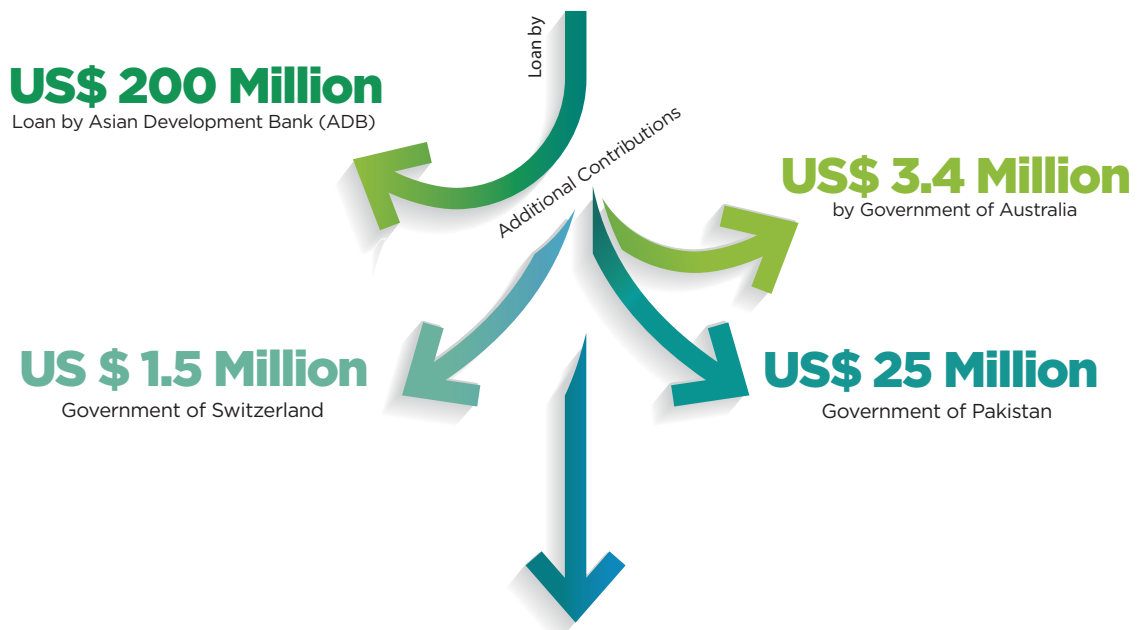 Loan by
US$ 200 Million
Loan by Asian Development Bank (ADB)
Additional Contributions
US$ 3.4 Million
by Government of Australia
US $ 1.5 Million
Government of Switzerland
US$ 25 Million
Government of Pakistan